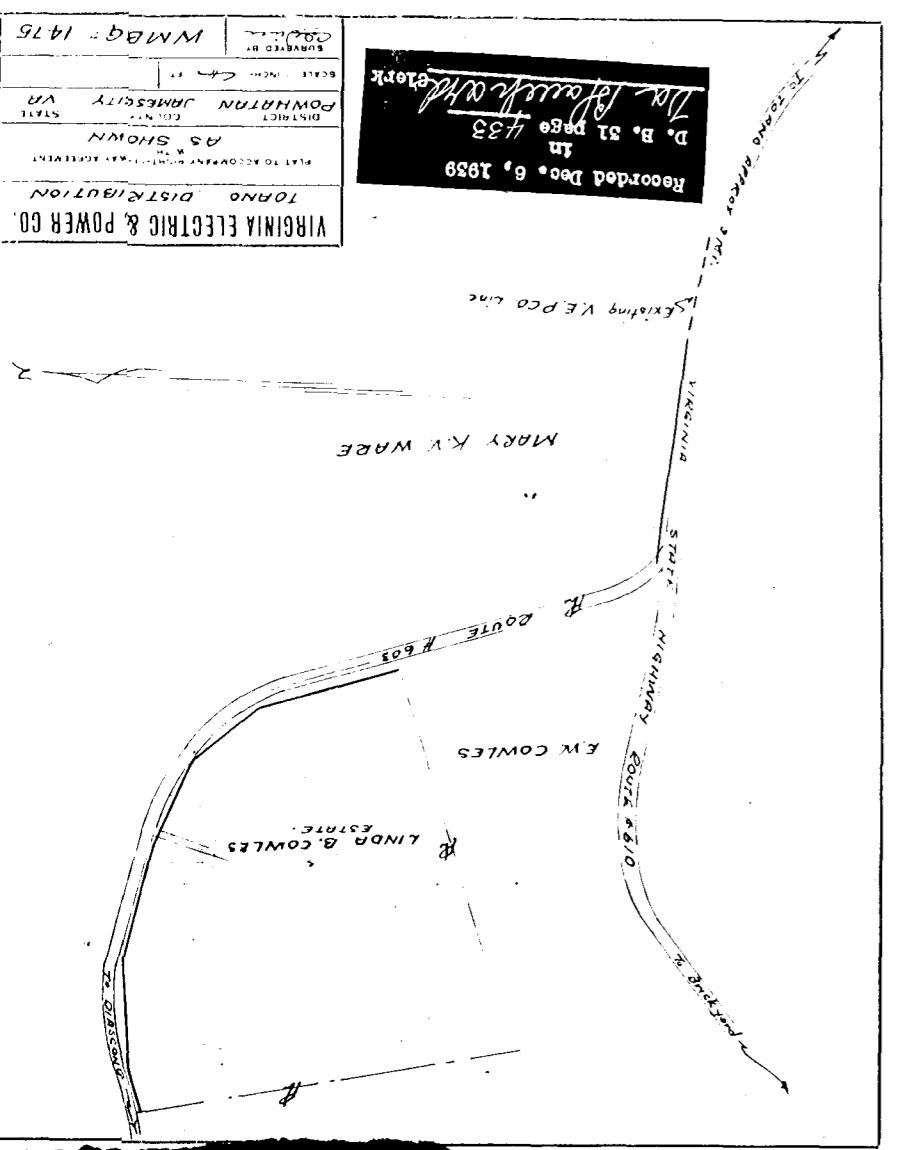 VIRGINIA ELECTRIC & POWER CO.
TOANO DISTRIBUTION
PLAT TO ACCOMPANY RIGHT-OF-WAY AGREEMENT
WITH
AS SHOWN
DISTRICT COUNTY STATE
POWHATAN JAMES CITY VA
SCALE 1 INCH= FT
SURVEYED BY
WMBG-1475
Recorded Dec. 6, 1939
in
D. B. 31 page 433
Clerk
TO TOANO APPROX 3 MI.
Existing V.E.P.CO. Line
VIRGINIA STATE HIGHWAY ROUTE #610
MARY K.V. WARE
ROUTE #603
E.W. COWLES
LINDA B. COWLES
ESTATE.
TO DIASCOND
N